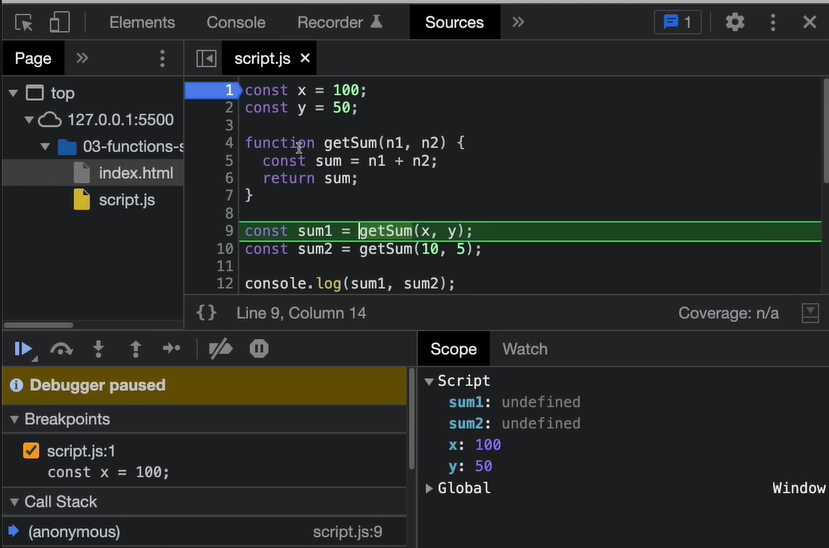 Elements Console Recorder Sources » 1
Page » script.js ×
top
127.0.0.1:5500
03-functions-s
index.html
script.js
1 const x = 100;
2 const y = 50;
3
4 function getSum(n1, n2) {
5 const sum = n1 + n2;
6 return sum;
7 }
8
9 const sum1 = getSum(x, y);
10 const sum2 = getSum(10, 5);
11
12 console.log(sum1, sum2);
{} Line 9, Column 14 Coverage: n/a
Debugger paused
Breakpoints
script.js:1
const x = 100;
Call Stack
(anonymous) script.js:9
Scope Watch
Script
sum1: undefined
sum2: undefined
x: 100
y: 50
Global Window